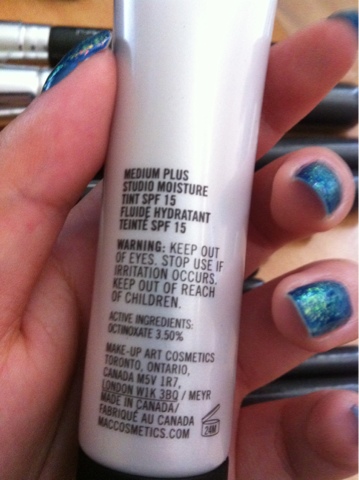 MEDIUM PLUS
STUDIO MOISTURE
TINT SPF 15
FLUIDE HYDRATANT
TEINTÉ SPF 15
WARNING: KEEP OUT
OF EYES. STOP USE IF
IRRITATION OCCURS.
KEEP OUT OF REACH
OF CHILDREN.
ACTIVE INGREDIENTS:
OCTINOXATE 3.50%
MAKE-UP ART COSMETICS
TORONTO, ONTARIO,
CANADA M5V 1R7,
LONDON W1K 3BQ / MEYR
MADE IN CANADA/
FABRIQUÉ AU CANADA
MACCOSMETICS.COM
24M